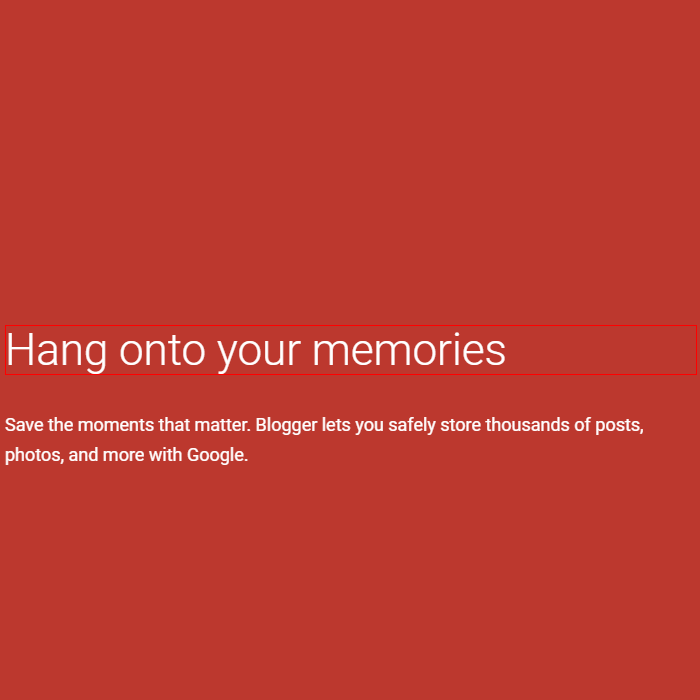 Hang onto your memories
Save the moments that matter. Blogger lets you safely store thousands of posts,
photos, and more with Google.